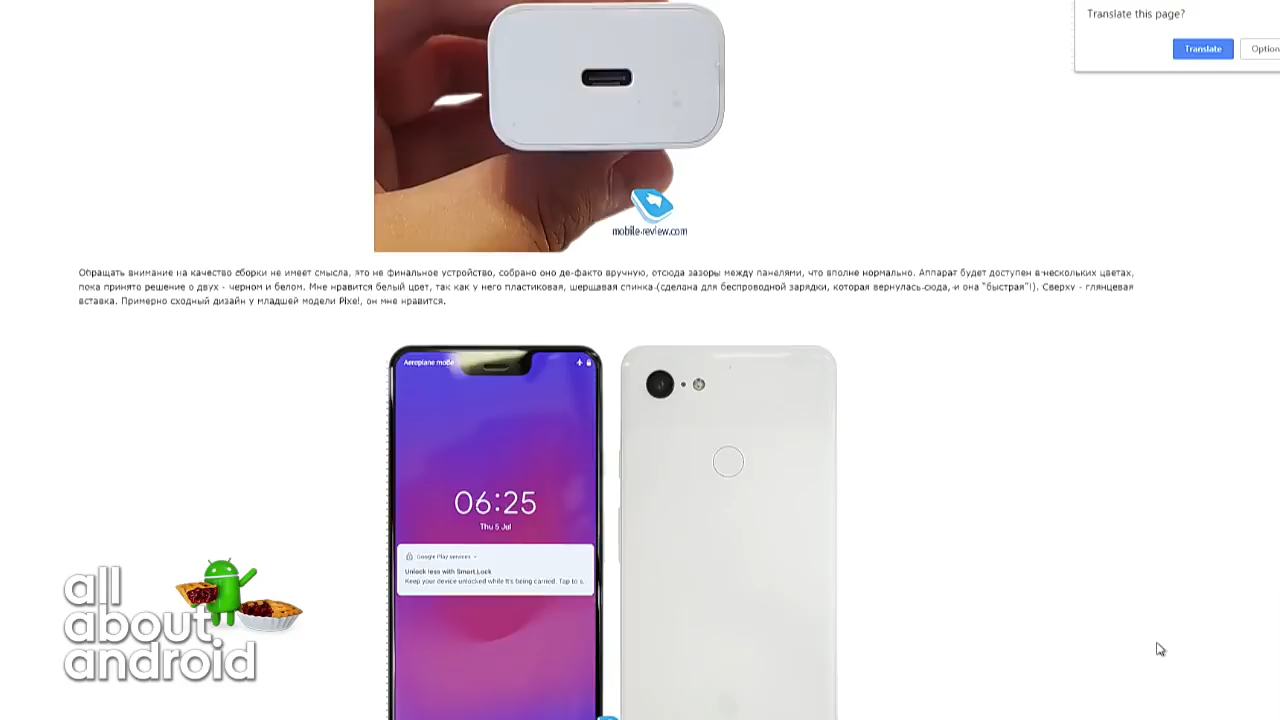 Translate this page?
Translate
Option
mobile-review.com
Обращать внимание на качество сборки не имеет смысла, это не финальное устройство, собрано оно де-факто вручную, отсюда зазоры между панелями, что вполне нормально. Аппарат будет доступен в нескольких цветах,
пока принято решение о двух - черном и белом. Мне нравится белый цвет, так как у него пластиковая, шершавая спинка (сделана для беспроводной зарядки, которая вернулась сюда, и она "быстрая"!). Сверху - глянцевая
вставка. Примерно сходный дизайн у младшей модели Pixel, он мне нравится.
Aeroplane mode
06:25
Thu 5 Jul
Google Play services
Unlock less with Smart Lock
Keep your device unlocked while it's being carried. Tap to s..
all
about
android